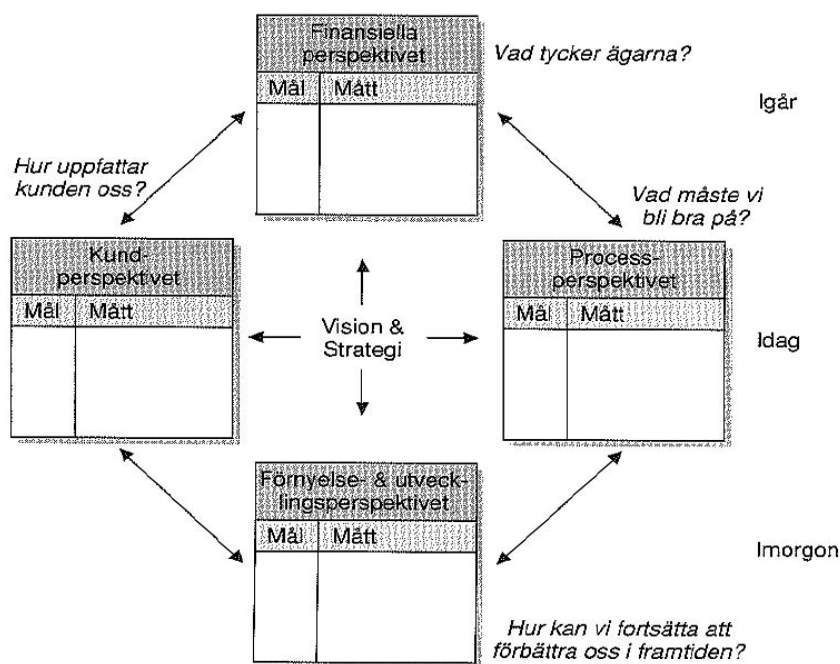 Finansiella
perspektivet
Mål Mått
Vad tycker ägarna?
Igår
Hur uppfattar
kunden oss?
Vad måste vi
bli bra på?
Kund-
perspektivet
Mål Mått
Vision &
Strategi
Process-
perspektivet
Mål Mått
Idag
Förnyelse- & utveck-
lingsperspektivet
Mål Mått
Imorgon
Hur kan vi fortsätta att
förbättra oss i framtiden?